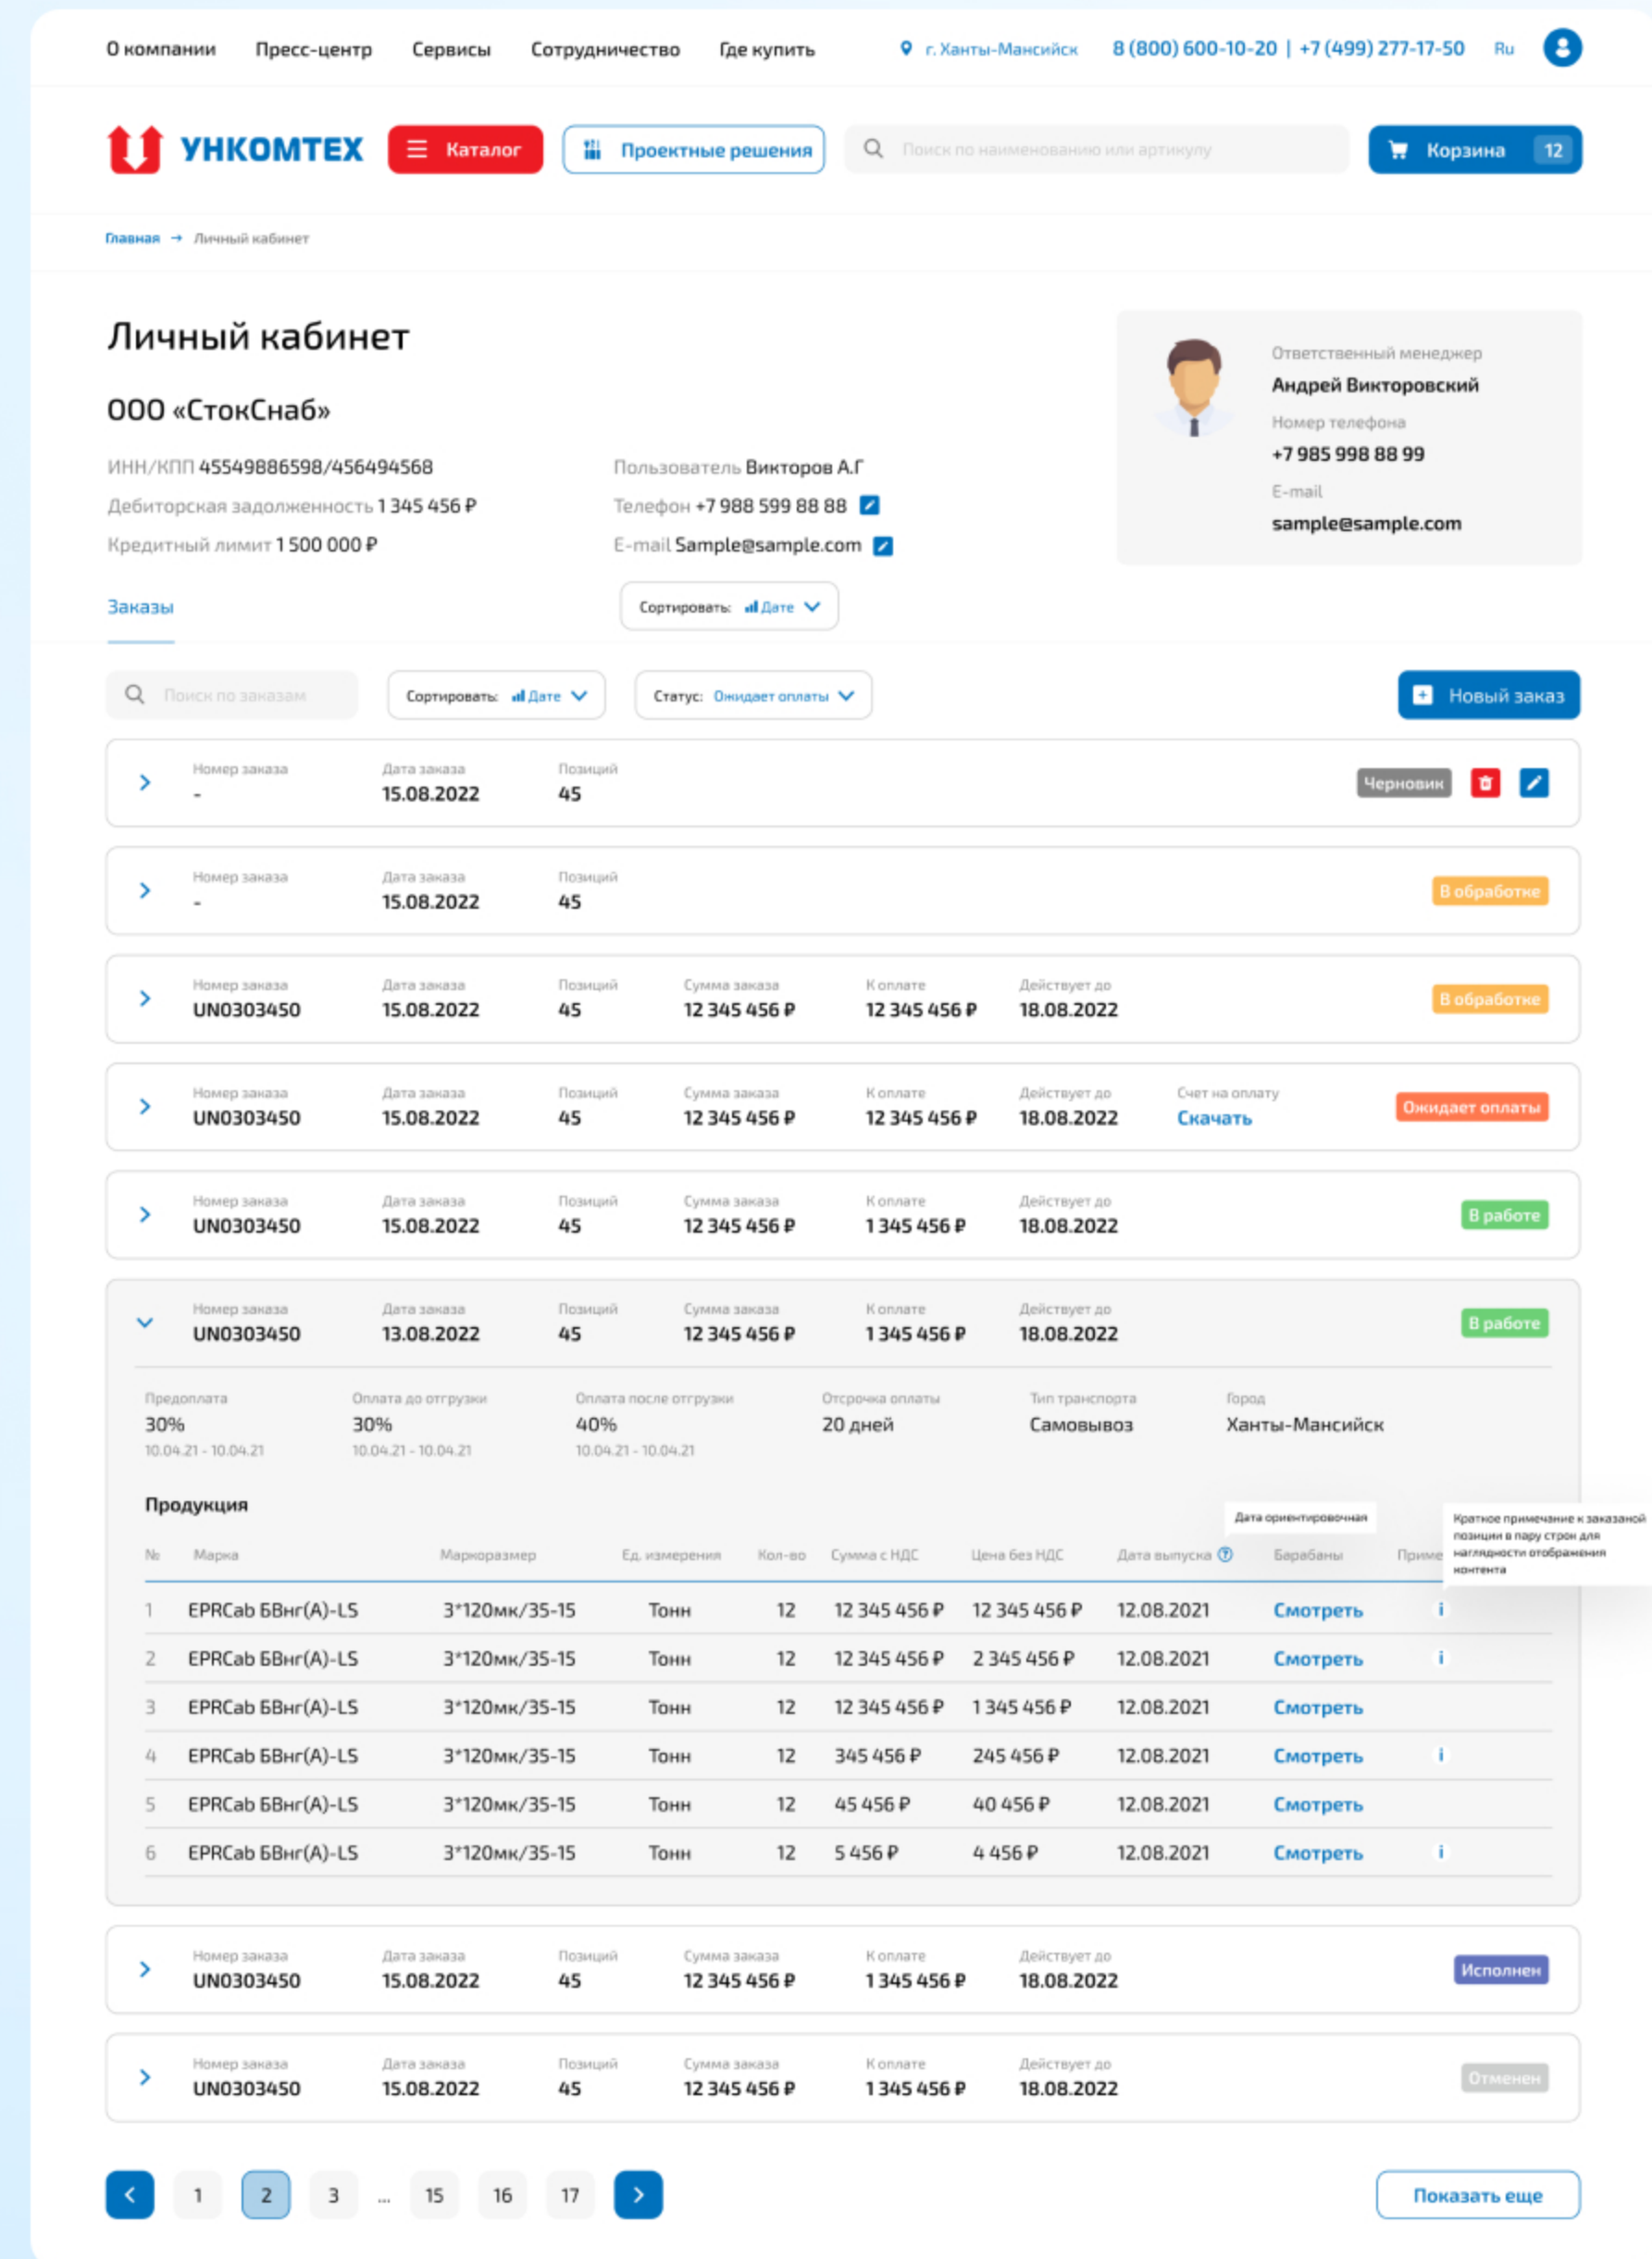 О компании Пресс-центр Сервисы Сотрудничество Где купить г. Ханты-Мансийск 8 (800) 600-10-20 | +7 (499) 277-17-50 Ru
УНКОМТЕХ Каталог Проектные решения Поиск по наименованию или артикулу Корзина 12
Главная → Личный кабинет
Личный кабинет
ООО «СтокСнаб»
ИНН/КПП 45549886598/456494568 Пользователь Викторов А.Г
Дебиторская задолженность 1 345 456 ₽ Телефон +7 988 599 88 88
Кредитный лимит 1 500 000 ₽ E-mail Sample@sample.com
Ответственный менеджер
Андрей Викторовский
Номер телефона
+7 985 998 88 99
E-mail
sample@sample.com
Заказы Сортировать: Дате
Поиск по заказам Сортировать: Дате Статус: Ожидает оплаты Новый заказ
Номер заказа Дата заказа Позиций
- 15.08.2022 45 Черновик
Номер заказа Дата заказа Позиций
- 15.08.2022 45 В обработке
Номер заказа Дата заказа Позиций Сумма заказа К оплате Действует до
UN0303450 15.08.2022 45 12 345 456 ₽ 12 345 456 ₽ 18.08.2022 В обработке
Номер заказа Дата заказа Позиций Сумма заказа К оплате Действует до Счет на оплату
UN0303450 15.08.2022 45 12 345 456 ₽ 12 345 456 ₽ 18.08.2022 Скачать Ожидает оплаты
Номер заказа Дата заказа Позиций Сумма заказа К оплате Действует до
UN0303450 15.08.2022 45 12 345 456 ₽ 1 345 456 ₽ 18.08.2022 В работе
Номер заказа Дата заказа Позиций Сумма заказа К оплате Действует до
UN0303450 13.08.2022 45 12 345 456 ₽ 1 345 456 ₽ 18.08.2022 В работе
Предоплата Оплата до отгрузки Оплата после отгрузки Отсрочка оплаты Тип транспорта Город
30% 30% 40% 20 дней Самовывоз Ханты-Мансийск
10.04.21 - 10.04.21 10.04.21 - 10.04.21 10.04.21 - 10.04.21
Продукция
Дата ориентировочная
Краткое примечание к заказаной
позиции в пару строк для
наглядности отображения
контента
№ Марка Маркоразмер Ед. измерения Кол-во Сумма с НДС Цена без НДС Дата выпуска ? Барабаны Приме
1 EPRCab БВнг(А)-LS 3*120мк/35-15 Тонн 12 12 345 456 ₽ 12 345 456 ₽ 12.08.2021 Смотреть i
2 EPRCab БВнг(А)-LS 3*120мк/35-15 Тонн 12 12 345 456 ₽ 2 345 456 ₽ 12.08.2021 Смотреть i
3 EPRCab БВнг(А)-LS 3*120мк/35-15 Тонн 12 12 345 456 ₽ 1 345 456 ₽ 12.08.2021 Смотреть
4 EPRCab БВнг(А)-LS 3*120мк/35-15 Тонн 12 345 456 ₽ 245 456 ₽ 12.08.2021 Смотреть i
5 EPRCab БВнг(А)-LS 3*120мк/35-15 Тонн 12 45 456 ₽ 40 456 ₽ 12.08.2021 Смотреть
6 EPRCab БВнг(А)-LS 3*120мк/35-15 Тонн 12 5 456 ₽ 4 456 ₽ 12.08.2021 Смотреть i
Номер заказа Дата заказа Позиций Сумма заказа К оплате Действует до
UN0303450 15.08.2022 45 12 345 456 ₽ 1 345 456 ₽ 18.08.2022 Исполнен
Номер заказа Дата заказа Позиций Сумма заказа К оплате Действует до
UN0303450 15.08.2022 45 12 345 456 ₽ 1 345 456 ₽ 18.08.2022 Отменен
1 2 3 ... 15 16 17 Показать еще